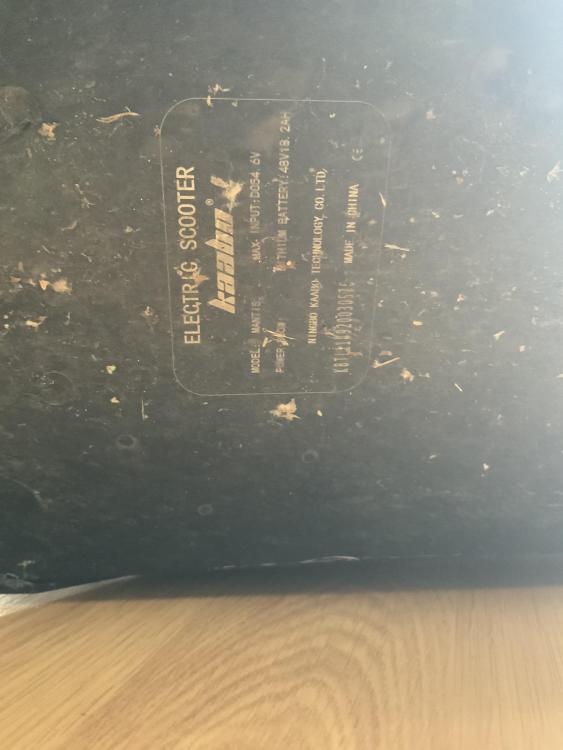 ELECTRIC SCOOTER
kaabo®
MODEL: MANTIS MAX INPUT:DC54.6V
POWER: LITHIUM BATTERY:48V18.2AH
NINGBO KAABO TECHNOLOGY CO.LTD
MADE IN CHINA CE